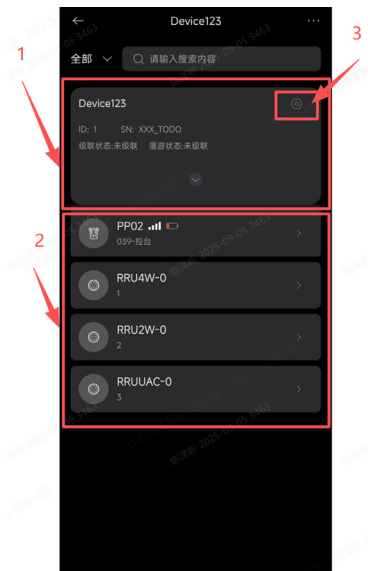 Device123
1
3
全部
请输入搜索内容
Device123
ID: 1 SN: XXX_TODO
级联状态:未级联 漫游状态:未级联
2
PP02
039-控台
RRU4W-0
1
RRU2W-0
2
RRUUAC-0
3